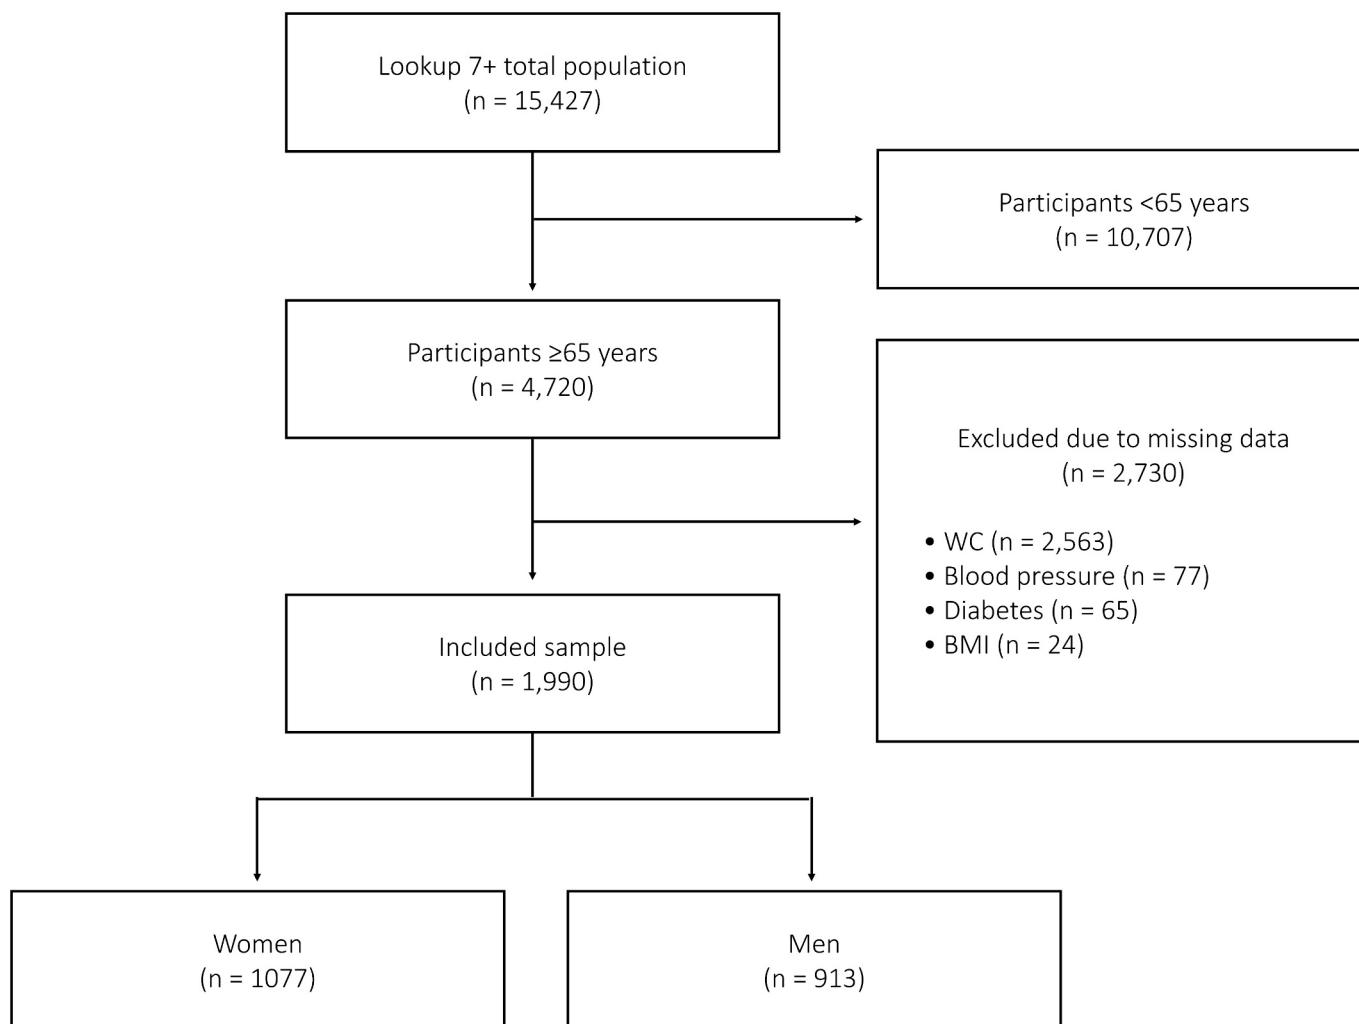 Lookup 7+ total population
(n = 15,427)
Participants <65 years
(n = 10,707)
Participants ≥65 years
(n = 4,720)
Excluded due to missing data
(n = 2,730)
• WC (n = 2,563)
• Blood pressure (n = 77)
• Diabetes (n = 65)
• BMI (n = 24)
Included sample
(n = 1,990)
Women
(n = 1077)
Men
(n = 913)